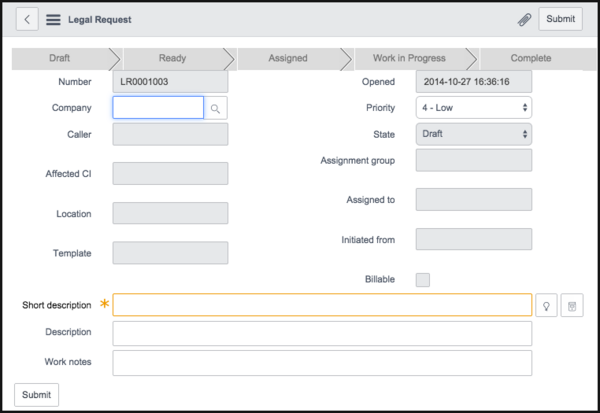 Legal Request
Submit
Draft Ready Assigned Work in Progress Complete
Number LR0001003 Opened 2014-10-27 16:36:16
Company Priority 4 - Low
Caller State Draft
Assignment group
Affected CI
Assigned to
Location
Initiated from
Template
Billable
Short description
Description
Work notes
Submit